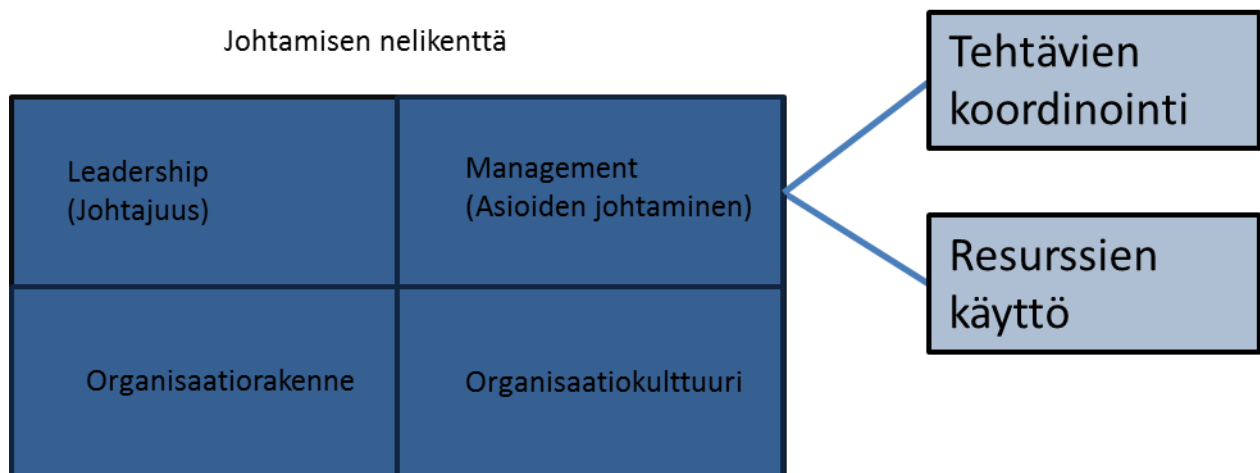 Johtamisen nelikenttä
Leadership
(Johtajuus)
Management
(Asioiden johtaminen)
Organisaatiorakenne
Organisaatiokulttuuri
Tehtävien
koordinointi
Resurssien
käyttö